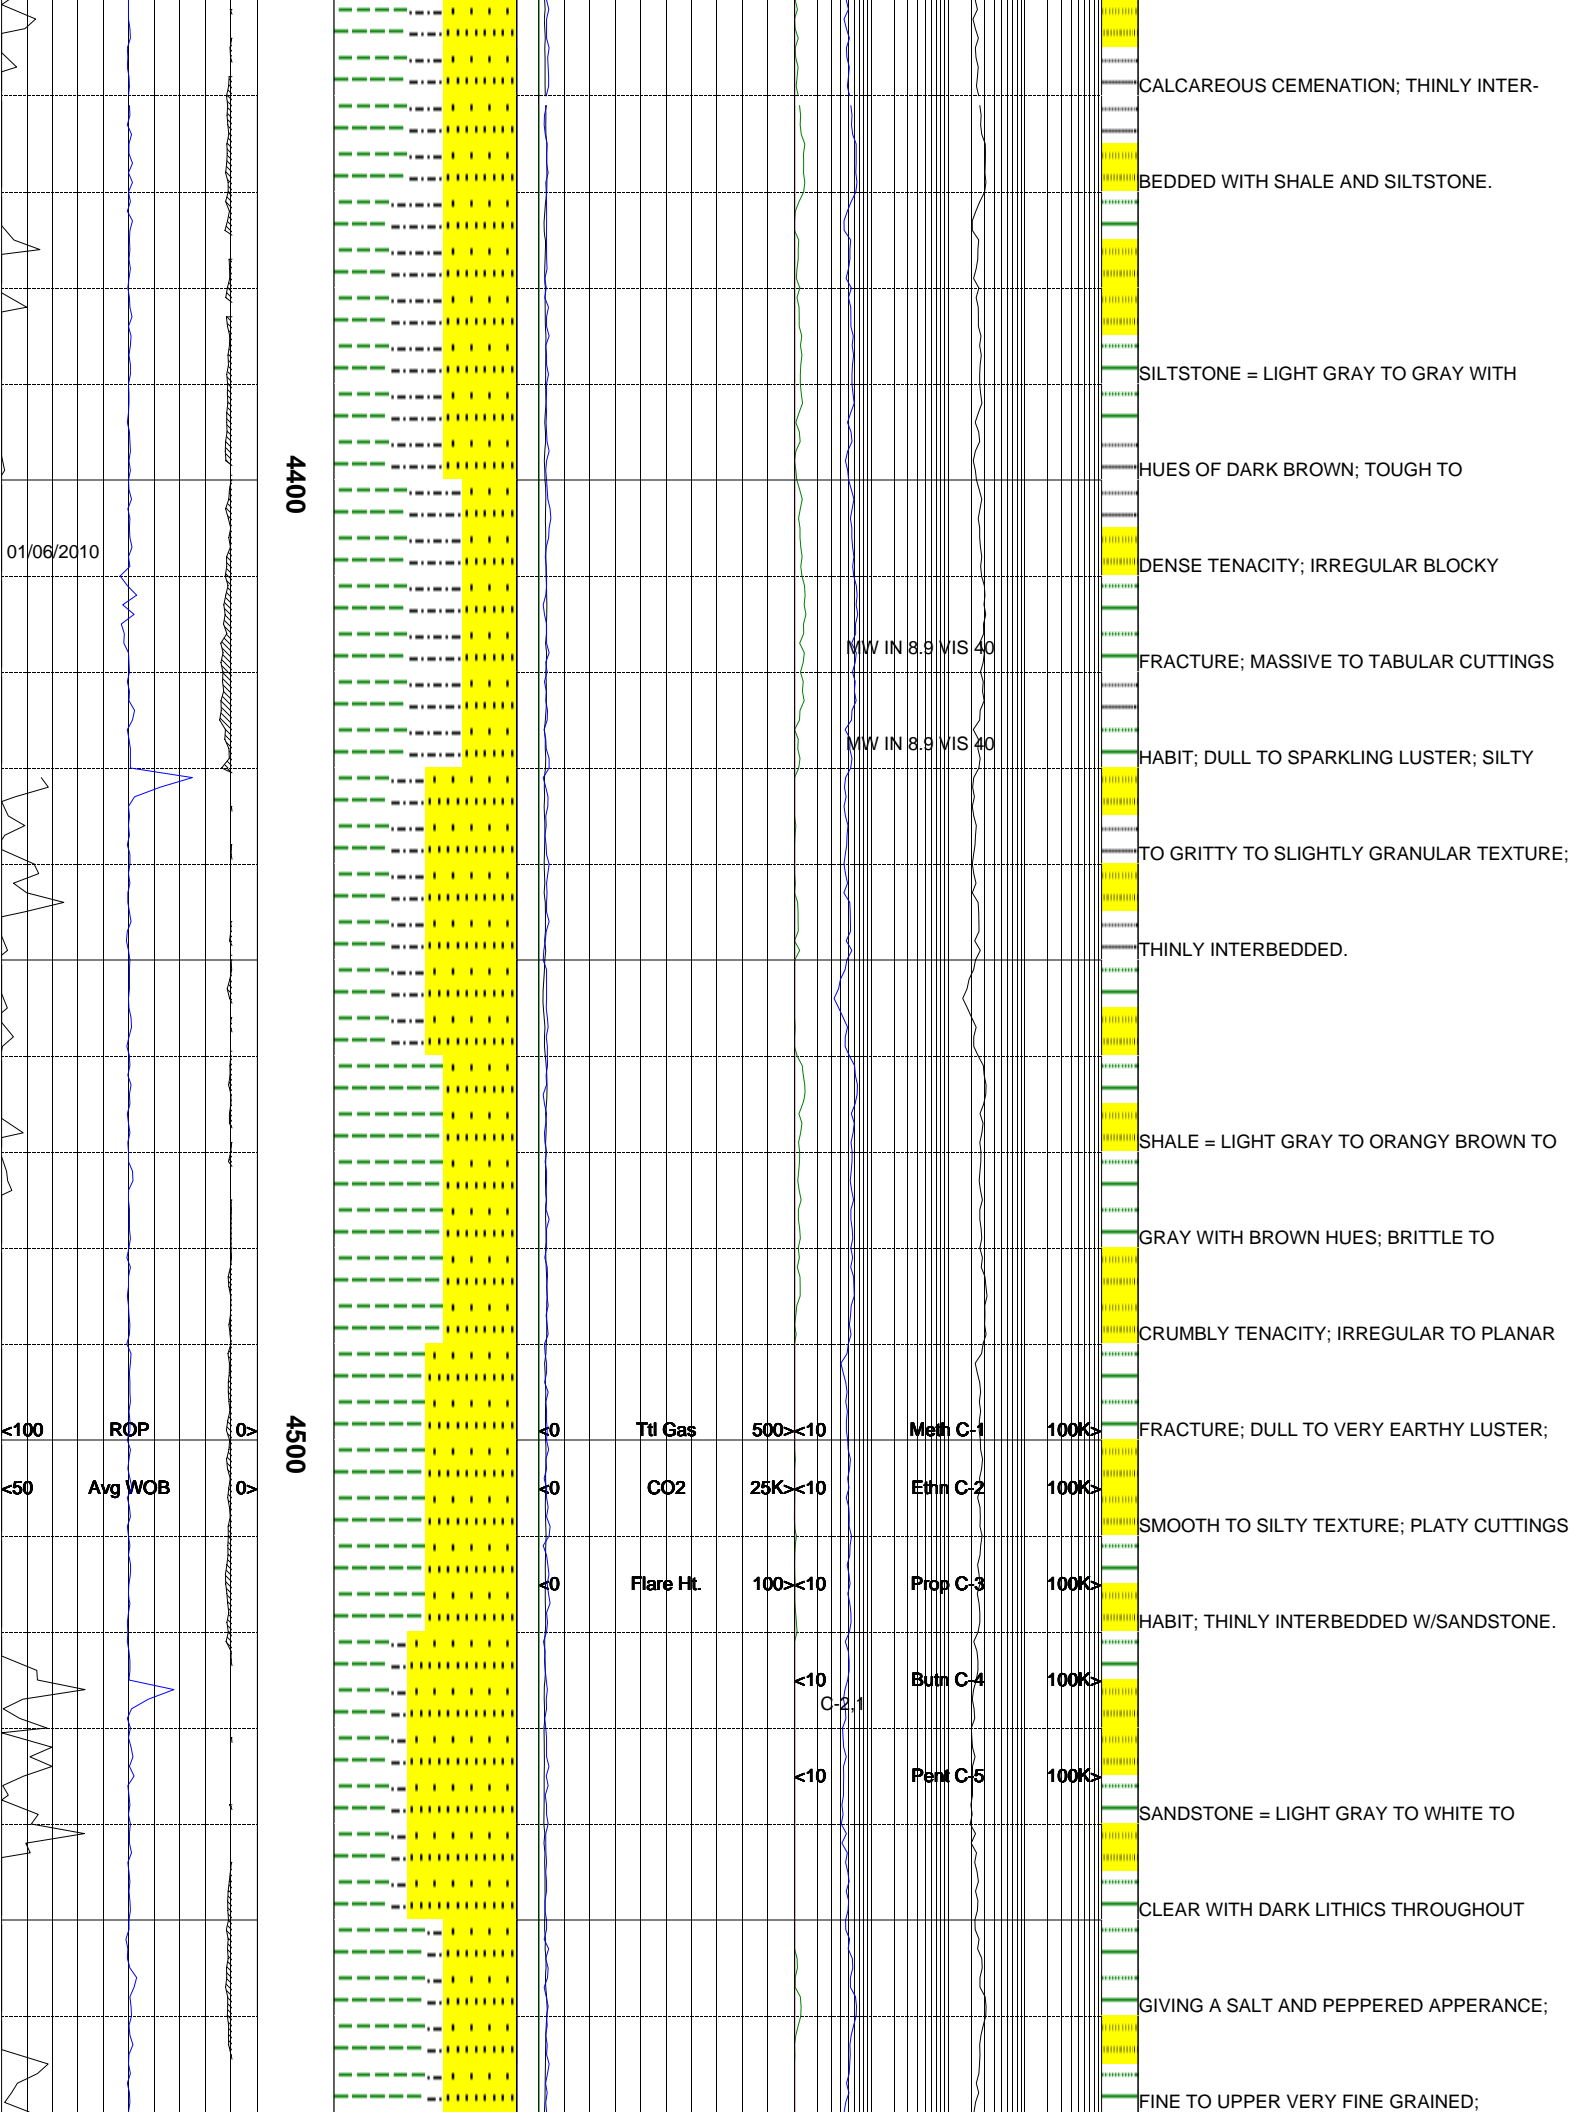 CALCAREOUS CEMENATION; THINLY INTER-
BEDDED WITH SHALE AND SILTSTONE.
SILTSTONE = LIGHT GRAY TO GRAY WITH
HUES OF DARK BROWN; TOUGH TO
4400
01/06/2010
DENSE TENACITY; IRREGULAR BLOCKY
MW IN 8.9 VIS 40
FRACTURE; MASSIVE TO TABULAR CUTTINGS
MW IN 8.9 VIS 40
HABIT; DULL TO SPARKLING LUSTER; SILTY
TO GRITTY TO SLIGHTLY GRANULAR TEXTURE;
THINLY INTERBEDDED.
SHALE = LIGHT GRAY TO ORANGY BROWN TO
GRAY WITH BROWN HUES; BRITTLE TO
CRUMBLY TENACITY; IRREGULAR TO PLANAR
<100 ROP 0> 4500 <0 Ttl Gas 500> <10 Meth C-1 100K>
FRACTURE; DULL TO VERY EARTHY LUSTER;
<50 Avg WOB 0> <0 CO2 25K> <10 Ethn C-2 100K>
SMOOTH TO SILTY TEXTURE; PLATY CUTTINGS
<0 Flare Ht. 100> <10 Prop C-3 100K>
HABIT; THINLY INTERBEDDED W/SANDSTONE.
<10 Butn C-4 100K>
C-2,1
<10 Pent C-5 100K>
SANDSTONE = LIGHT GRAY TO WHITE TO
CLEAR WITH DARK LITHICS THROUGHOUT
GIVING A SALT AND PEPPERED APPERANCE;
FINE TO UPPER VERY FINE GRAINED;